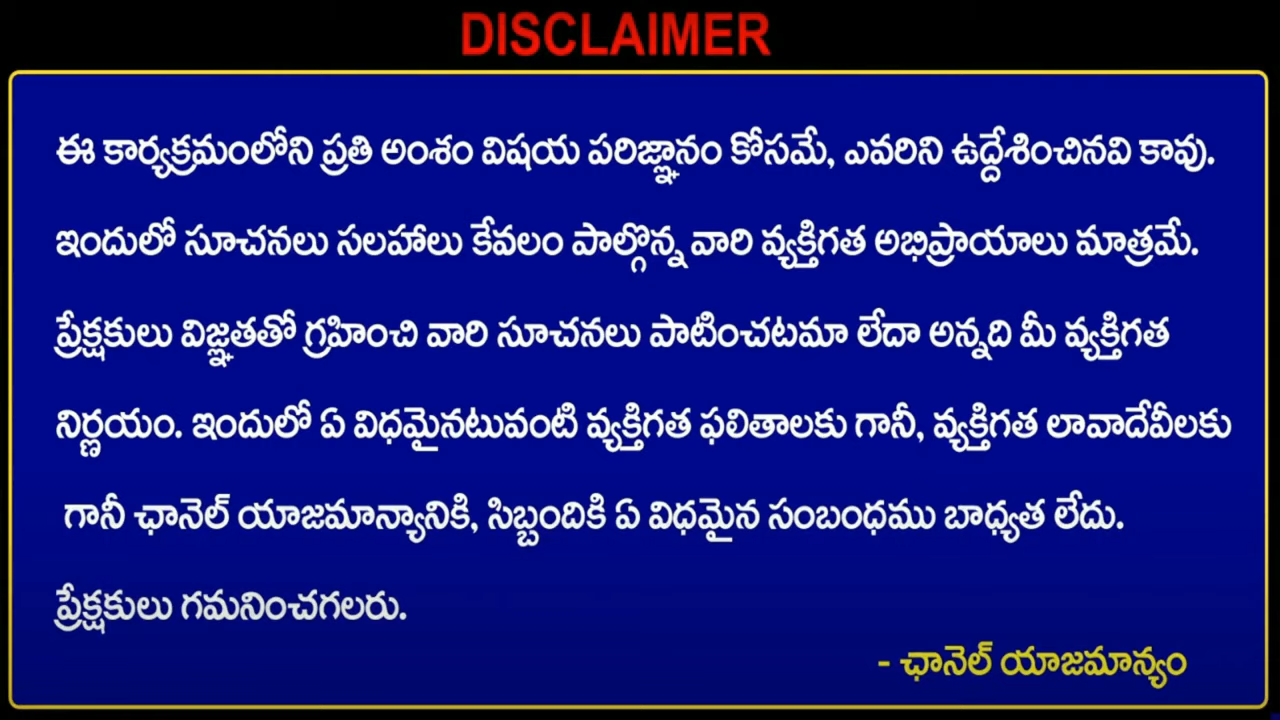 DISCLAIMER
ఈ కార్యక్రమంలోని ప్రతి అంశం విషయ పరిజ్ఞానం కోసమే, ఎవరిని ఉద్దేశించినవి కావు.
ఇందులో సూచనలు సలహాలు కేవలం పాల్గొన్న వారి వ్యక్తిగత అభిప్రాయాలు మాత్రమే.
ప్రేక్షకులు విజ్ఞతతో గ్రహించి వారి సూచనలు పాటించటమా లేదా అన్నది మీ వ్యక్తిగత
నిర్ణయం. ఇందులో ఏ విధమైనటువంటి వ్యక్తిగత ఫలితాలకు గానీ, వ్యక్తిగత లావాదేవీలకు
గానీ ఛానెల్ యాజమాన్యానికి, సిబ్బందికి ఏ విధమైన సంబంధము బాధ్యత లేదు.
ప్రేక్షకులు గమనించగలరు.
- ఛానెల్ యాజమాన్యం